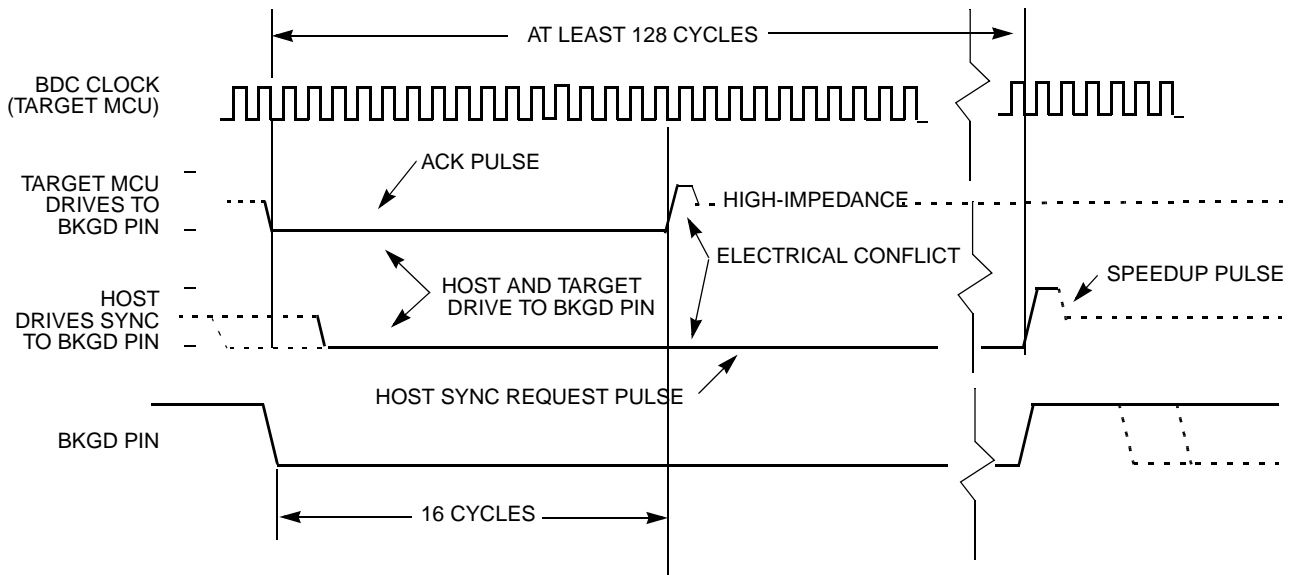 AT LEAST 128 CYCLES
BDC CLOCK
(TARGET MCU)
ACK PULSE
TARGET MCU
DRIVES TO
BKGD PIN
HIGH-IMPEDANCE
ELECTRICAL CONFLICT
HOST AND TARGET
DRIVE TO BKGD PIN
SPEEDUP PULSE
HOST
DRIVES SYNC
TO BKGD PIN
HOST SYNC REQUEST PULSE
BKGD PIN
16 CYCLES